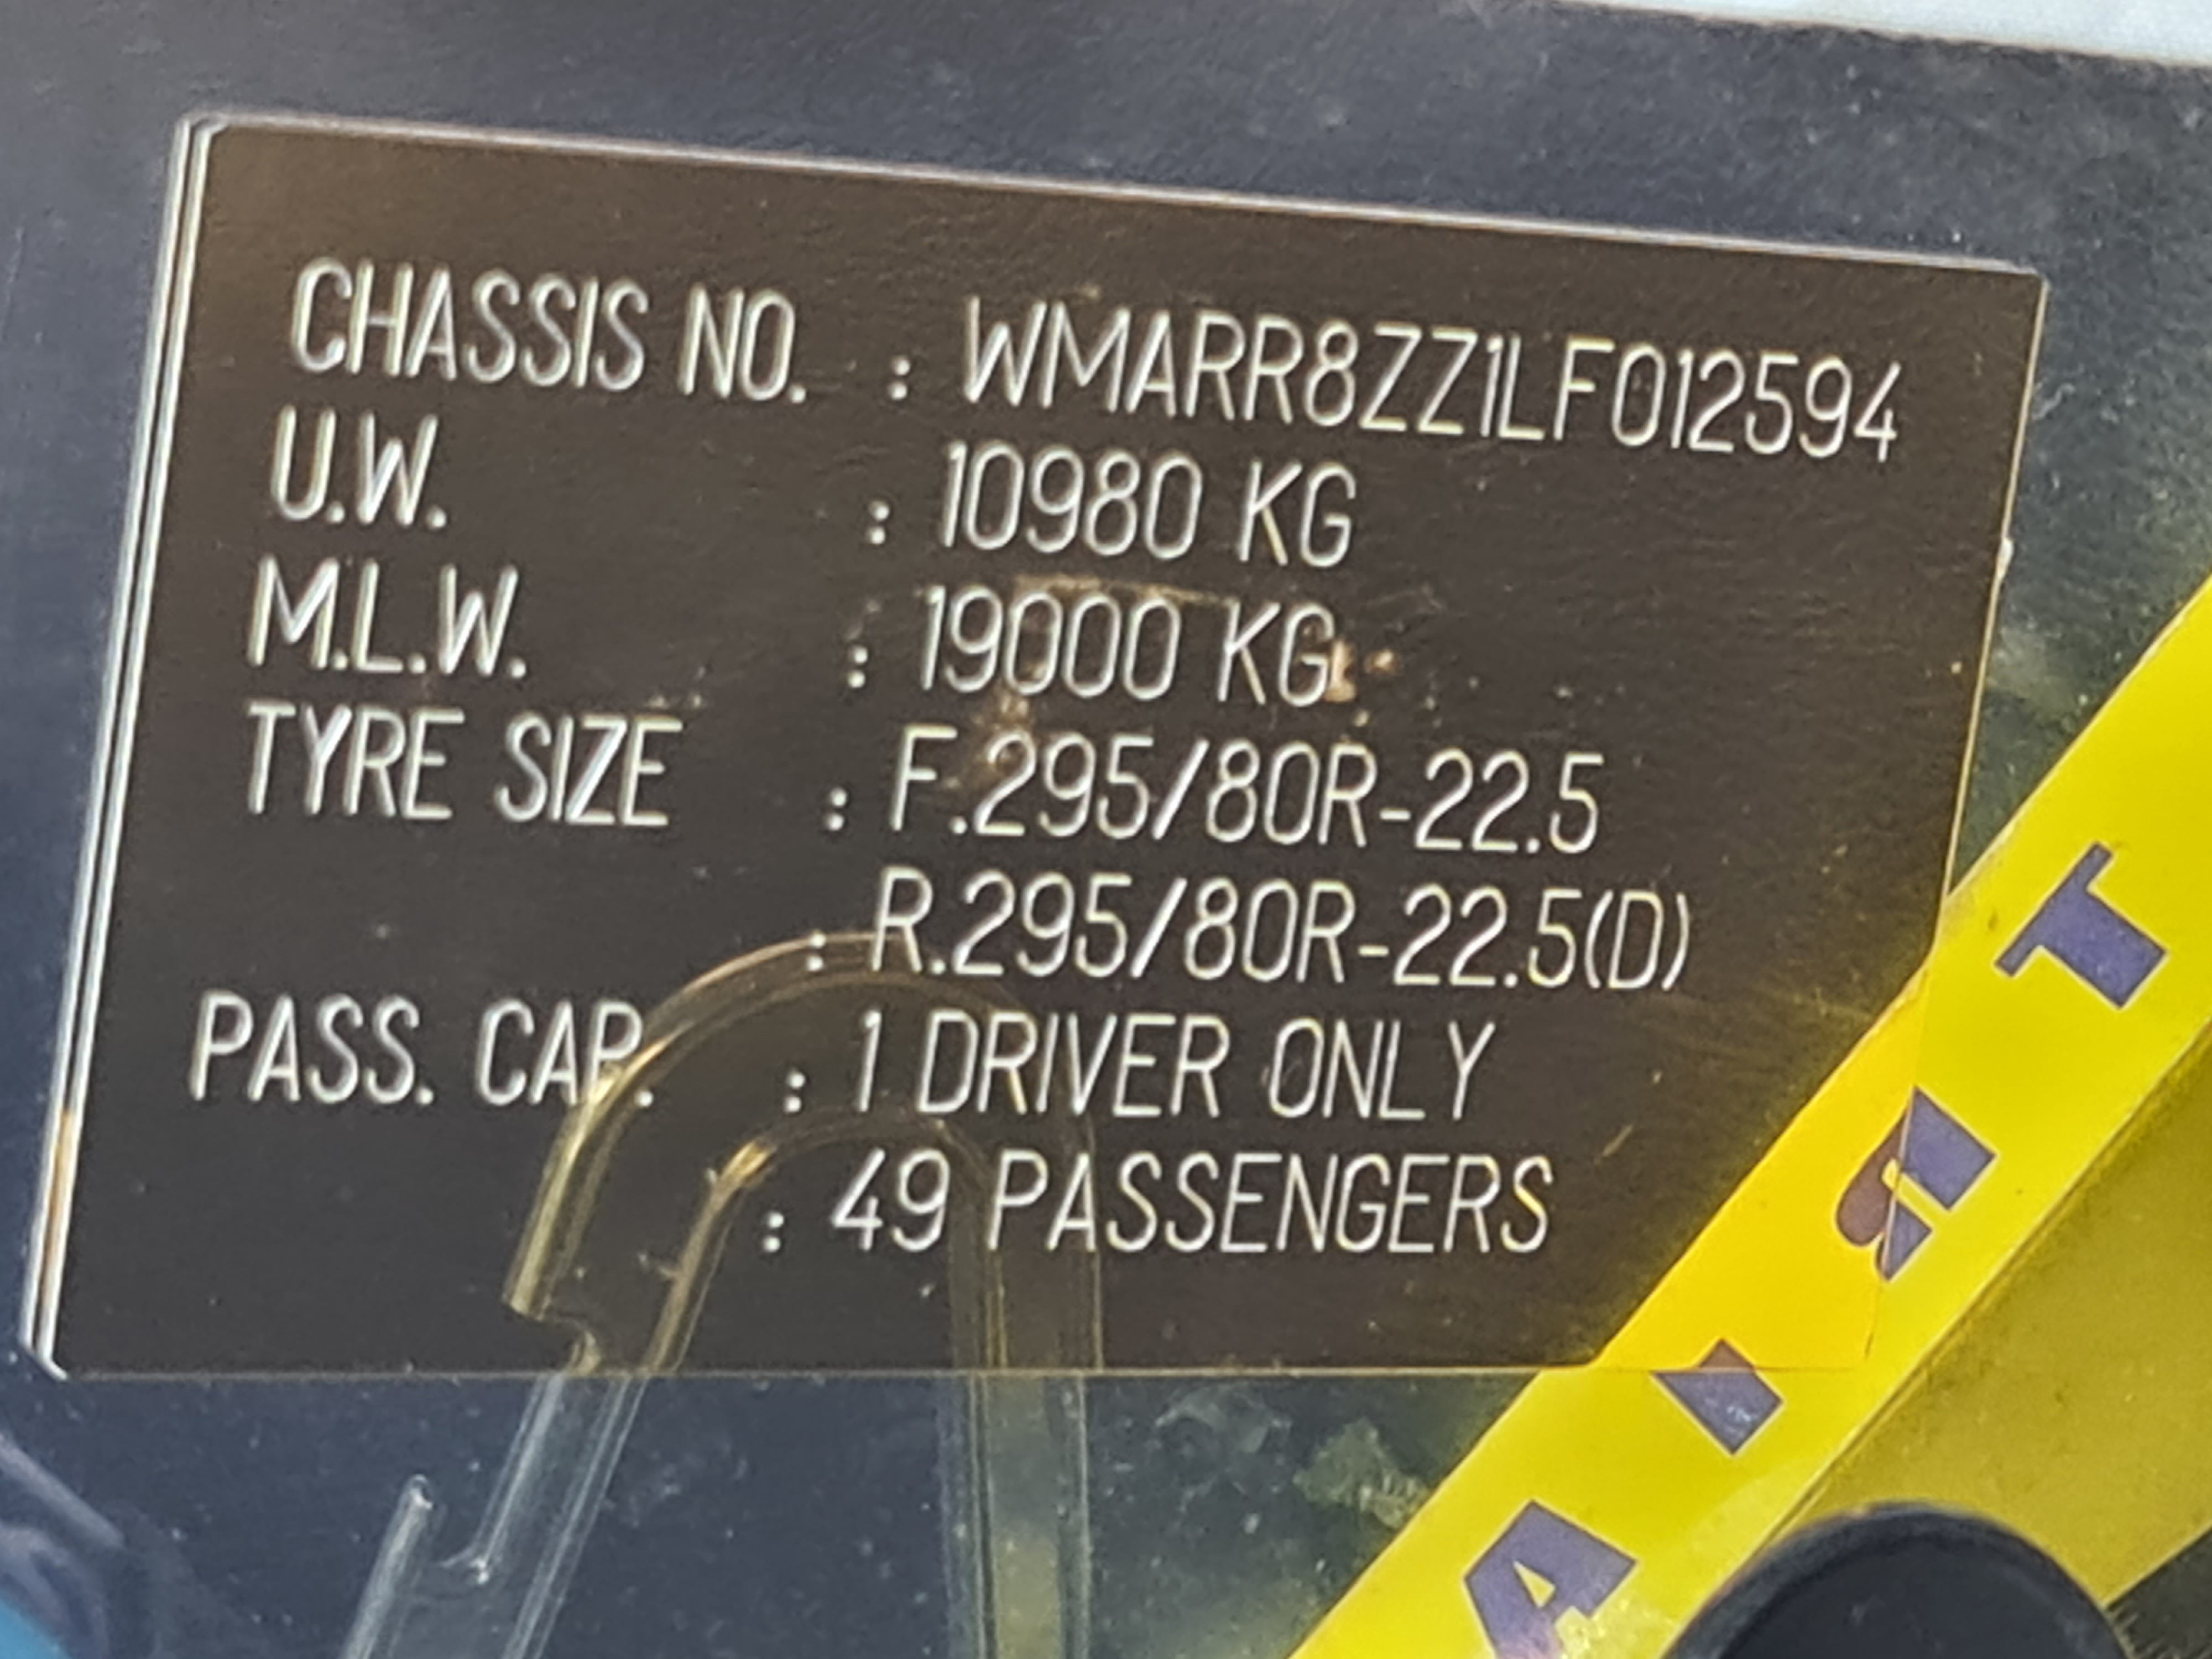 CHASSIS NO. : WMARR8ZZ1LF012594
U.W. : 10980 KG
M.L.W. : 19000 KG
TYRE SIZE : F.295/80R-22.5
: R.295/80R-22.5(D)
PASS. CAP. : 1 DRIVER ONLY
: 49 PASSENGERS